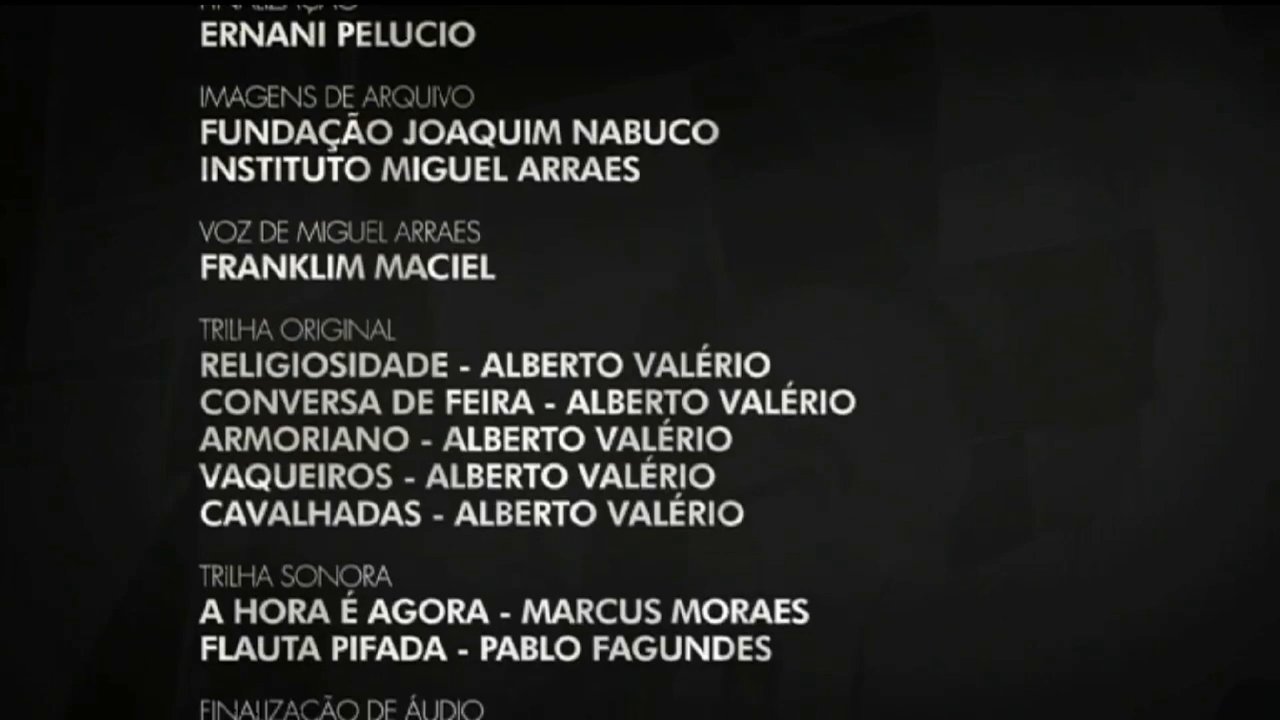 FINALIZAÇÃO
ERNANI PELUCIO
IMAGENS DE ARQUIVO
FUNDAÇÃO JOAQUIM NABUCO
INSTITUTO MIGUEL ARRAES
VOZ DE MIGUEL ARRAES
FRANKLIM MACIEL
TRILHA ORIGINAL
RELIGIOSIDADE - ALBERTO VALÉRIO
CONVERSA DE FEIRA - ALBERTO VALÉRIO
ARMORIANO - ALBERTO VALÉRIO
VAQUEIROS - ALBERTO VALÉRIO
CAVALHADAS - ALBERTO VALÉRIO
TRILHA SONORA
A HORA É AGORA - MARCUS MORAES
FLAUTA PIFADA - PABLO FAGUNDES
FINALIZAÇÃO DE ÁUDIO